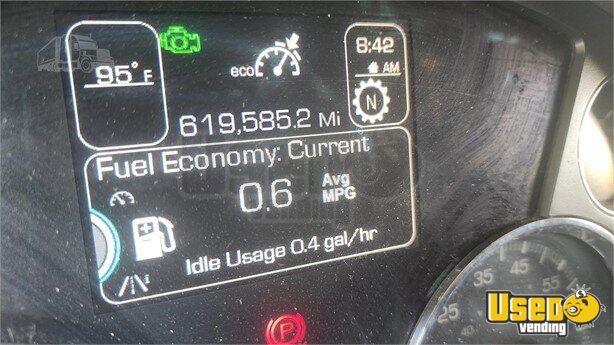 95°F
eco
8:42
AM
N
619,585.2 Mi
Fuel Economy: Current
0.6 Avg MPG
Idle Usage 0.4 gal/hr
P
25
40
45
55
USED
vending